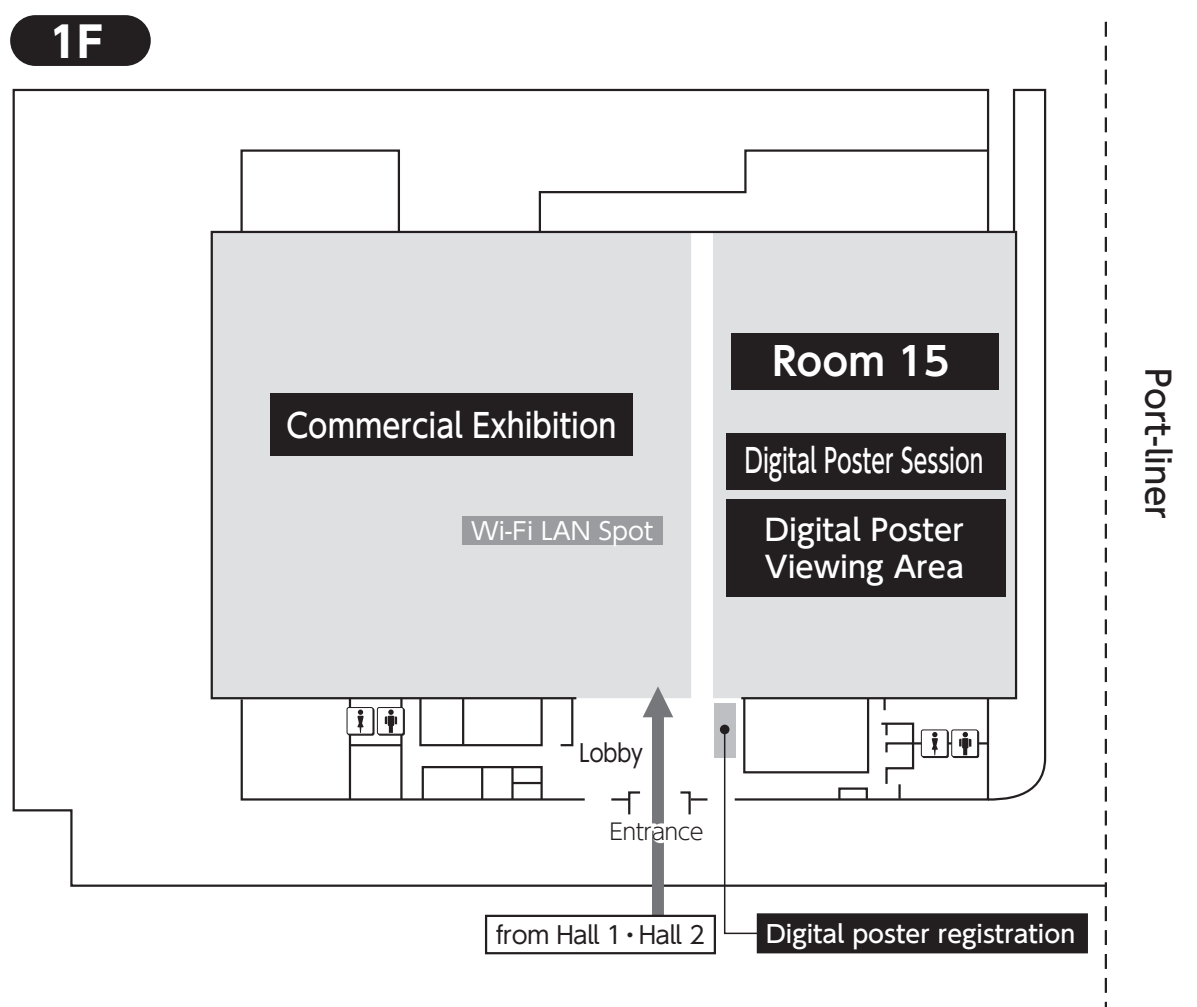 1F
Room 15
Commercial Exhibition
Digital Poster Session
Wi-Fi LAN Spot
Digital Poster
Viewing Area
Port-liner
Lobby
Entrance
from Hall 1・Hall 2
Digital poster registration